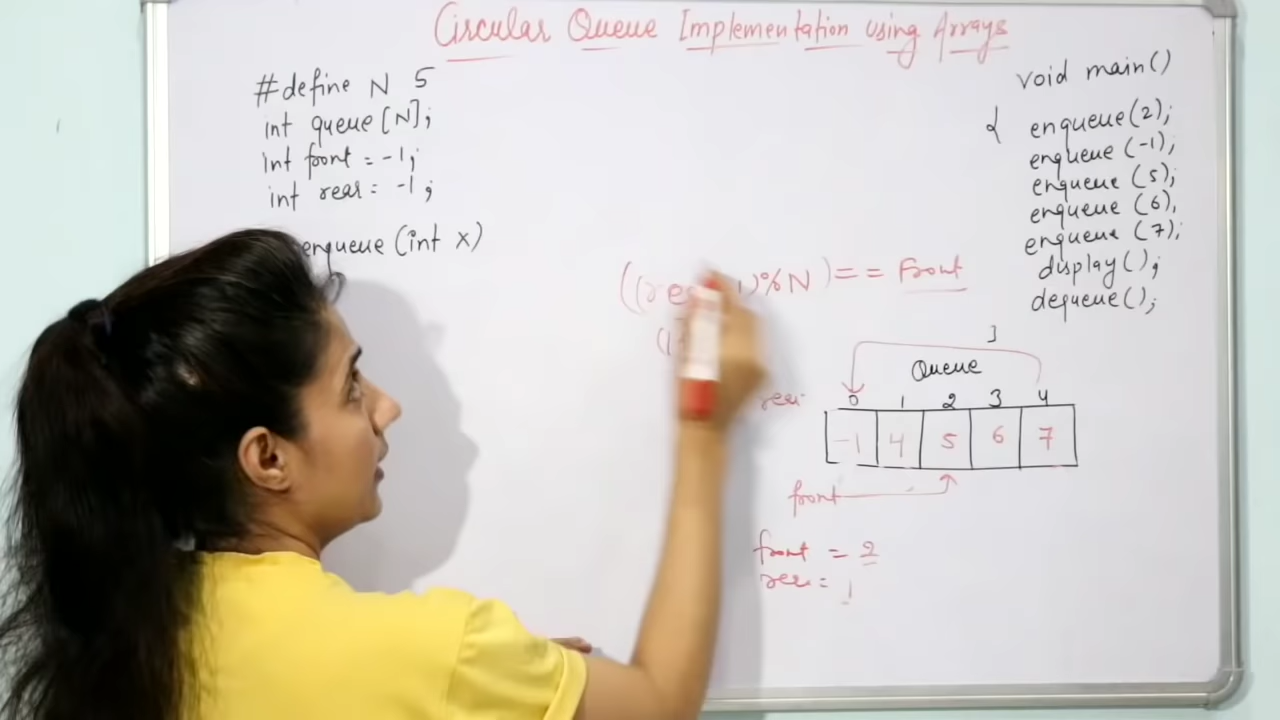 Circular Queue Implementation using Arrays
#define N 5
int queue[N];
int front = -1;
int rear = -1;
enqueue (int x)
%N) == Front
(1+
void main()
{ enqueue(2);
enqueue (-1);
enqueue (5);
enqueue (6),
enqueue (7);
display();
dequeue();
}
Queue
0 1 2 3 4
-1 4 5 6 7
front
front = 2
rear = 1